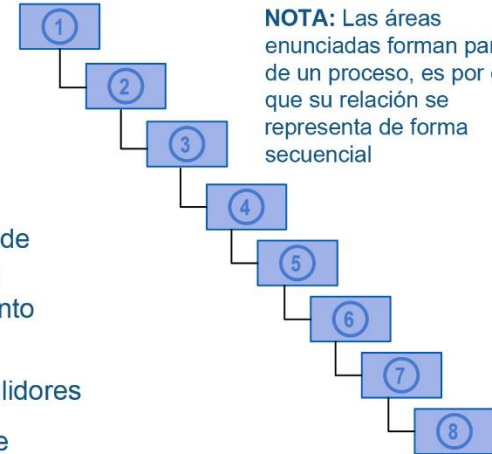 1
NOTA: Las áreas
2
enunciadas forman
de un proceso, es por
3
que su relación se
representa de forma
secuencial
4
de
5
nto
6
lidores
7
e
8